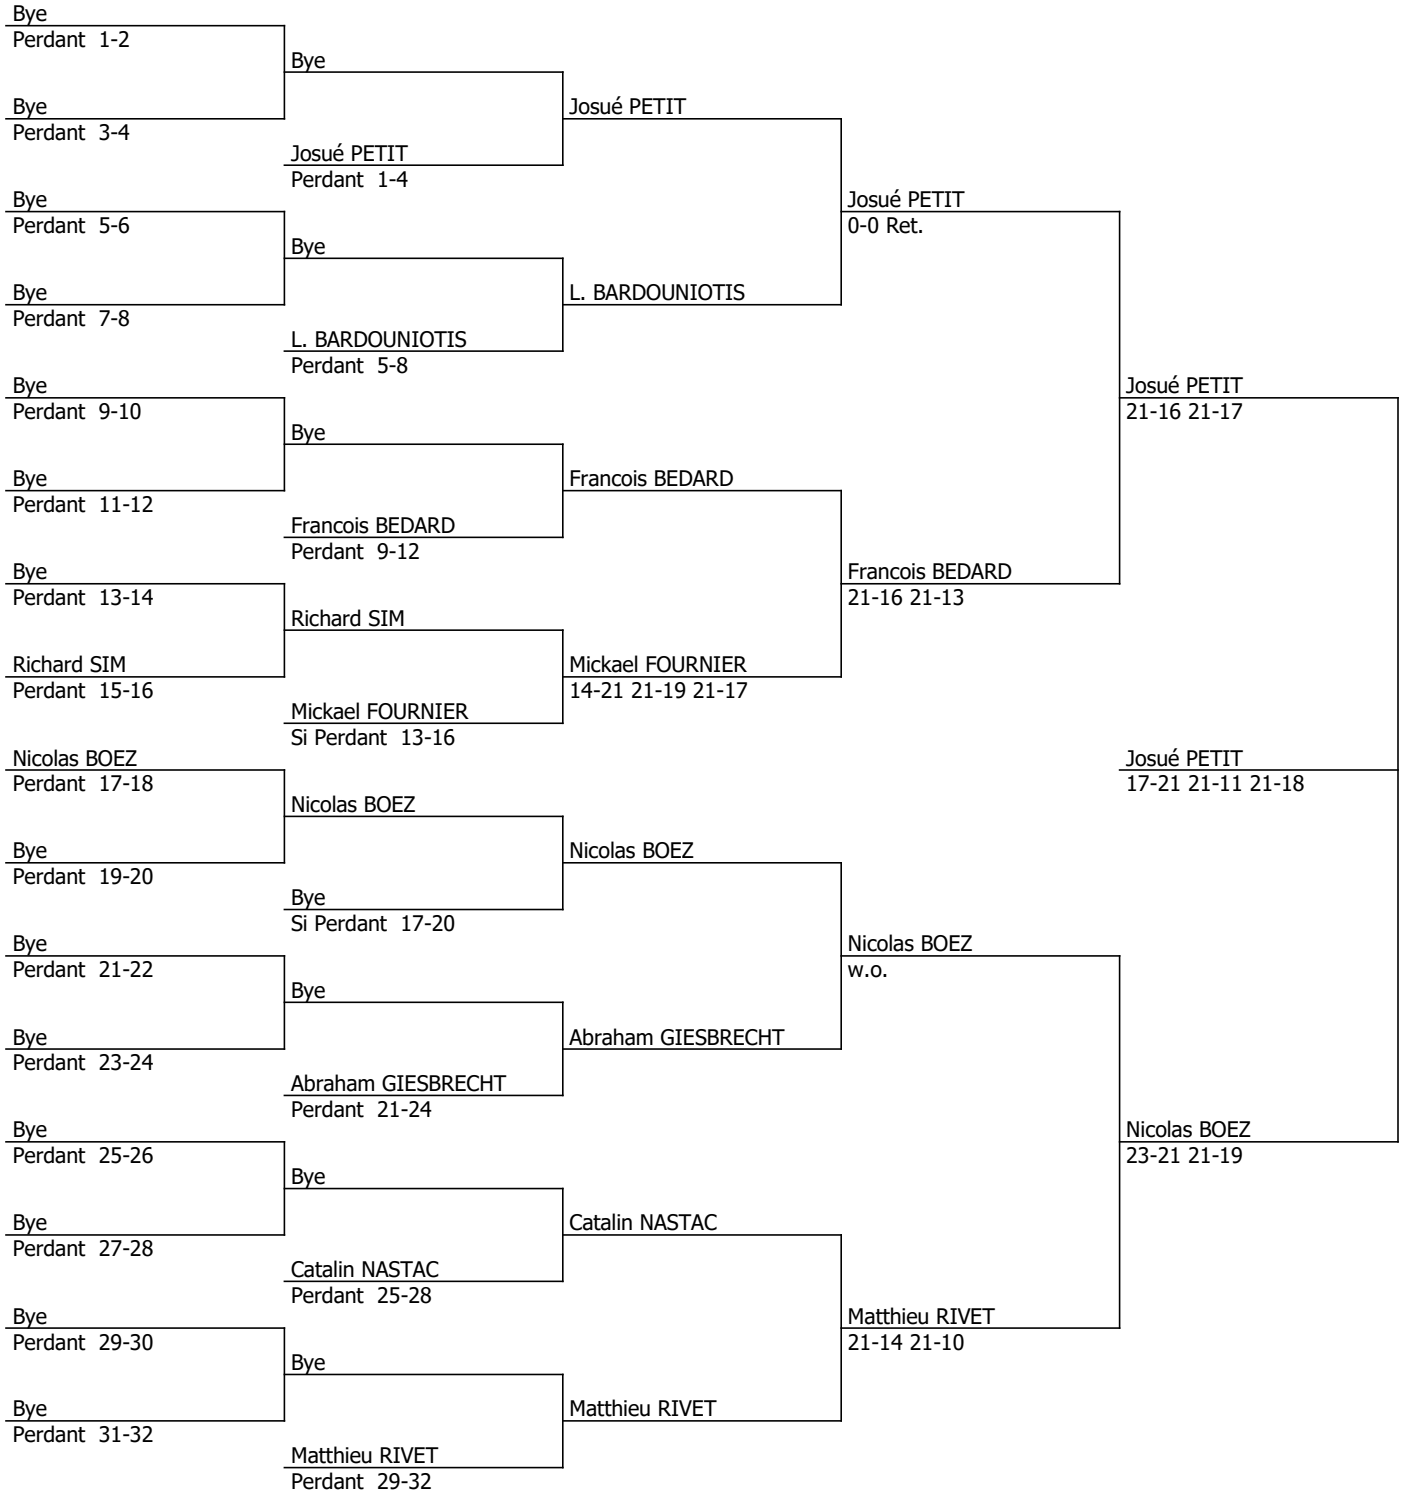 Bye
Perdant 1-2
Bye
Bye
Perdant 3-4
Josué PETIT
Josué PETIT
Perdant 1-4
Bye
Perdant 5-6
Josué PETIT
0-0 Ret.
Bye
Bye
Perdant 7-8
L. BARDOUNIOTIS
L. BARDOUNIOTIS
Perdant 5-8
Bye
Perdant 9-10
Josué PETIT
21-16 21-17
Bye
Bye
Perdant 11-12
Francois BEDARD
Francois BEDARD
Perdant 9-12
Bye
Perdant 13-14
Francois BEDARD
21-16 21-13
Richard SIM
Richard SIM
Perdant 15-16
Mickael FOURNIER
14-21 21-19 21-17
Mickael FOURNIER
Si Perdant 13-16
Nicolas BOEZ
Perdant 17-18
Josué PETIT
17-21 21-11 21-18
Nicolas BOEZ
Bye
Perdant 19-20
Nicolas BOEZ
Bye
Si Perdant 17-20
Bye
Perdant 21-22
Nicolas BOEZ
w.o.
Bye
Bye
Perdant 23-24
Abraham GIESBRECHT
Abraham GIESBRECHT
Perdant 21-24
Bye
Perdant 25-26
Nicolas BOEZ
23-21 21-19
Bye
Bye
Perdant 27-28
Catalin NASTAC
Catalin NASTAC
Perdant 25-28
Bye
Perdant 29-30
Matthieu RIVET
21-14 21-10
Bye
Bye
Perdant 31-32
Matthieu RIVET
Matthieu RIVET
Perdant 29-32